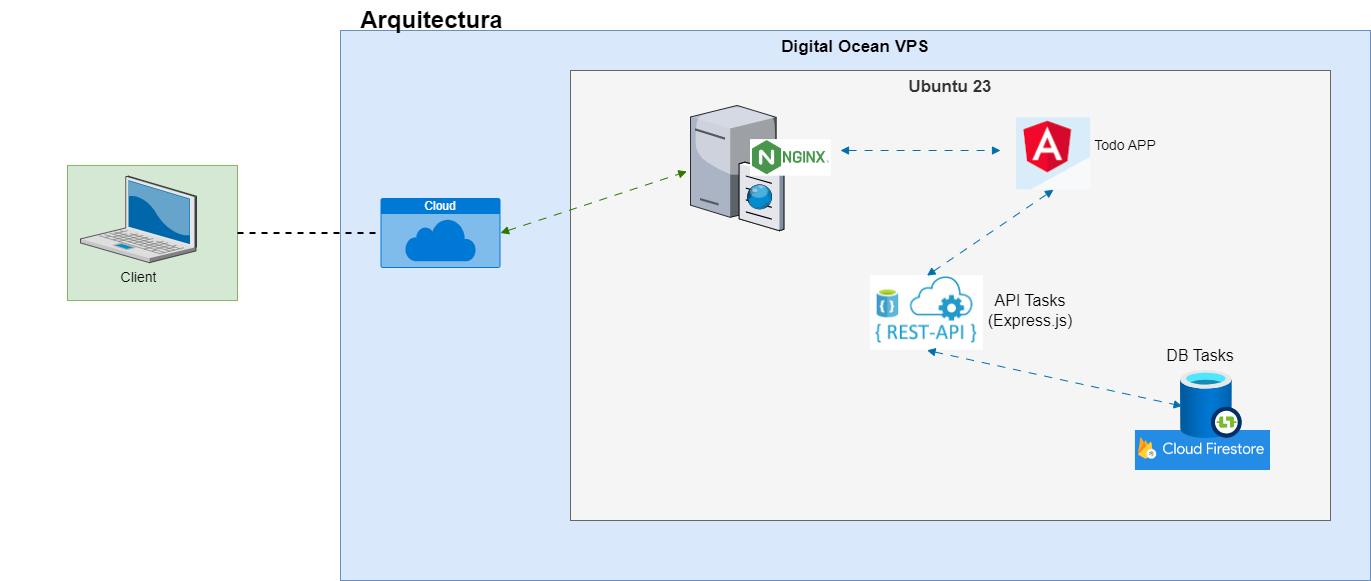 Arquitectura
Digital Ocean VPS
Ubuntu 23
NGINX.
Todo APP
Cloud
Client
{ REST-API }
API Tasks
(Express.js)
DB Tasks
Cloud Firestore